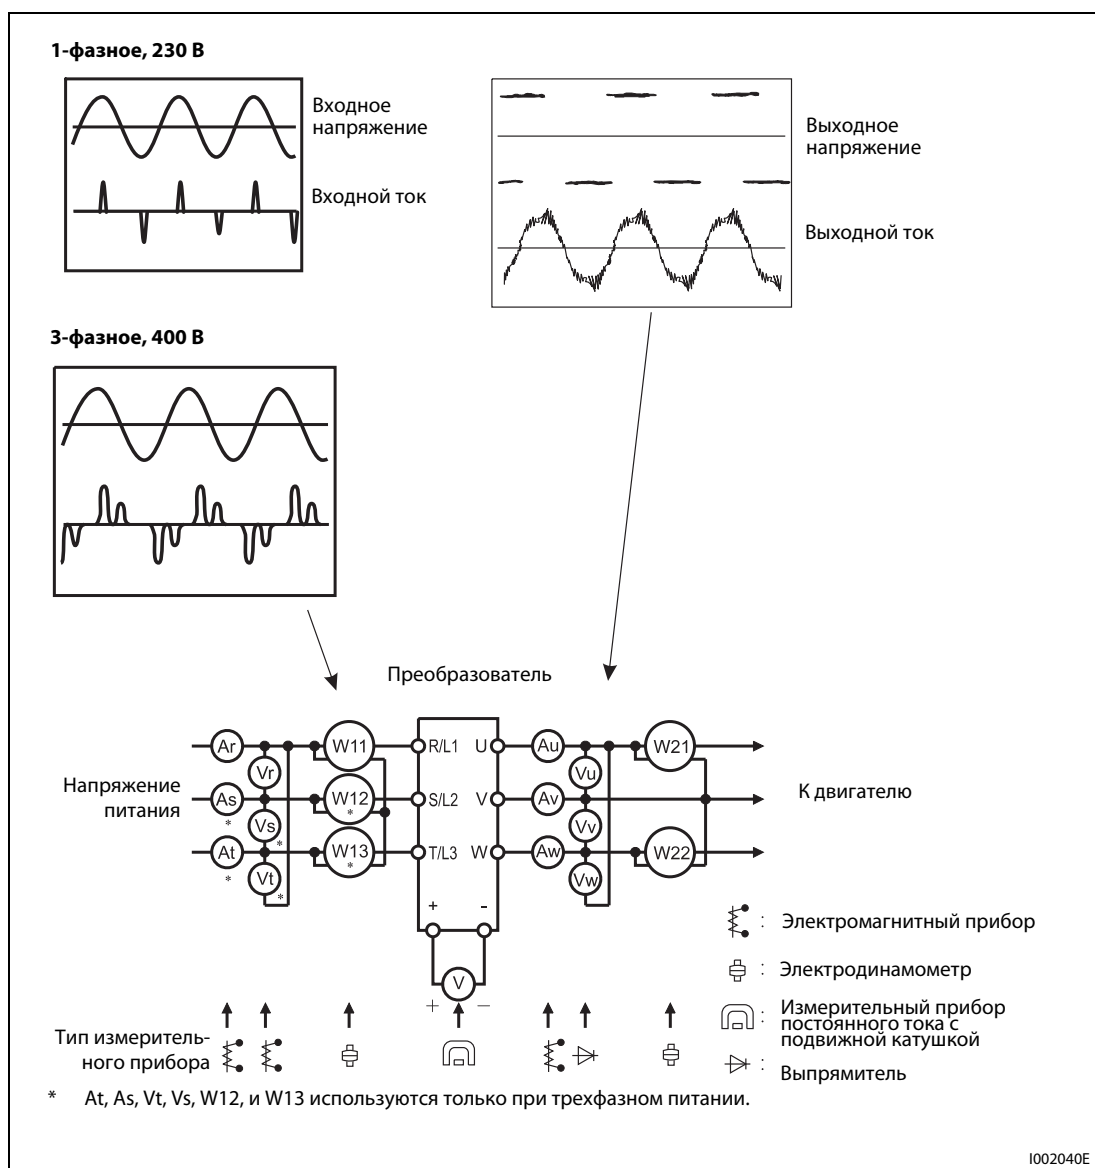 1-фазное, 230 В
Входное
напряжение
Входной ток
Выходное
напряжение
Выходной ток
3-фазное, 400 В
Преобразователь
Напряжение
питания
Ar
As
*
At
*
Vr
Vs
*
Vt
*
W11
W12
*
W13
*
R/L1
S/L2
T/L3
U
V
W
+
-
V
+
−
Au
Av
Aw
Vu
Vv
Vw
W21
W22
К двигателю
: Электромагнитный прибор
: Электродинамометр
: Измерительный прибор
постоянного тока с
подвижной катушкой
: Выпрямитель
Тип измеритель-
ного прибора
* At, As, Vt, Vs, W12, и W13 используются только при трехфазном питании.
I002040E